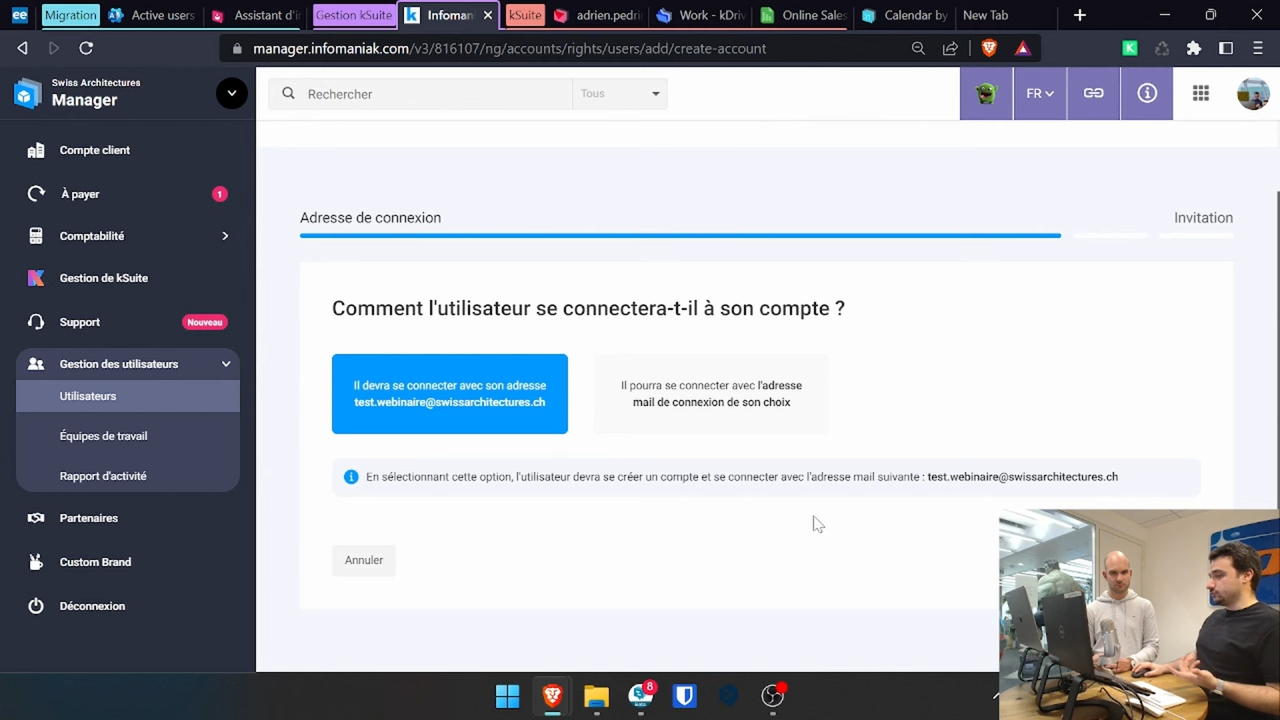 ee
Migration
Active users
Assistant d'i
Gestion kSuite
Infoman
kSuite
adrien.pedri
Work - kDriv
Online Sales
Calendar by
New Tab
manager.infomaniak.com/v3/816107/ng/accounts/rights/users/add/create-account
Swiss Architectures
Manager
Rechercher
Tous
FR
Compte client
À payer
1
Comptabilité
Gestion de kSuite
Support
Nouveau
Gestion des utilisateurs
Utilisateurs
Équipes de travail
Rapport d'activité
Partenaires
Custom Brand
Déconnexion
Adresse de connexion
Invitation
Comment l'utilisateur se connectera-t-il à son compte ?
Il devra se connecter avec son adresse
test.webinaire@swissarchitectures.ch
Il pourra se connecter avec l'adresse
mail de connexion de son choix
En sélectionnant cette option, l'utilisateur devra se créer un compte et se connecter avec l'adresse mail suivante : test.webinaire@swissarchitectures.ch
Annuler
8